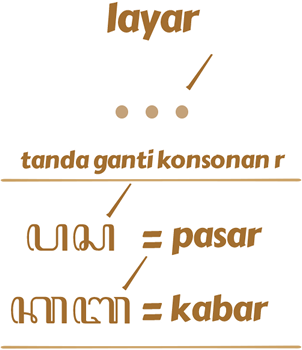 layar
tanda ganti konsonan r
ꦥꦱꦂ = pasar
ꦏꦧꦂ = kabar